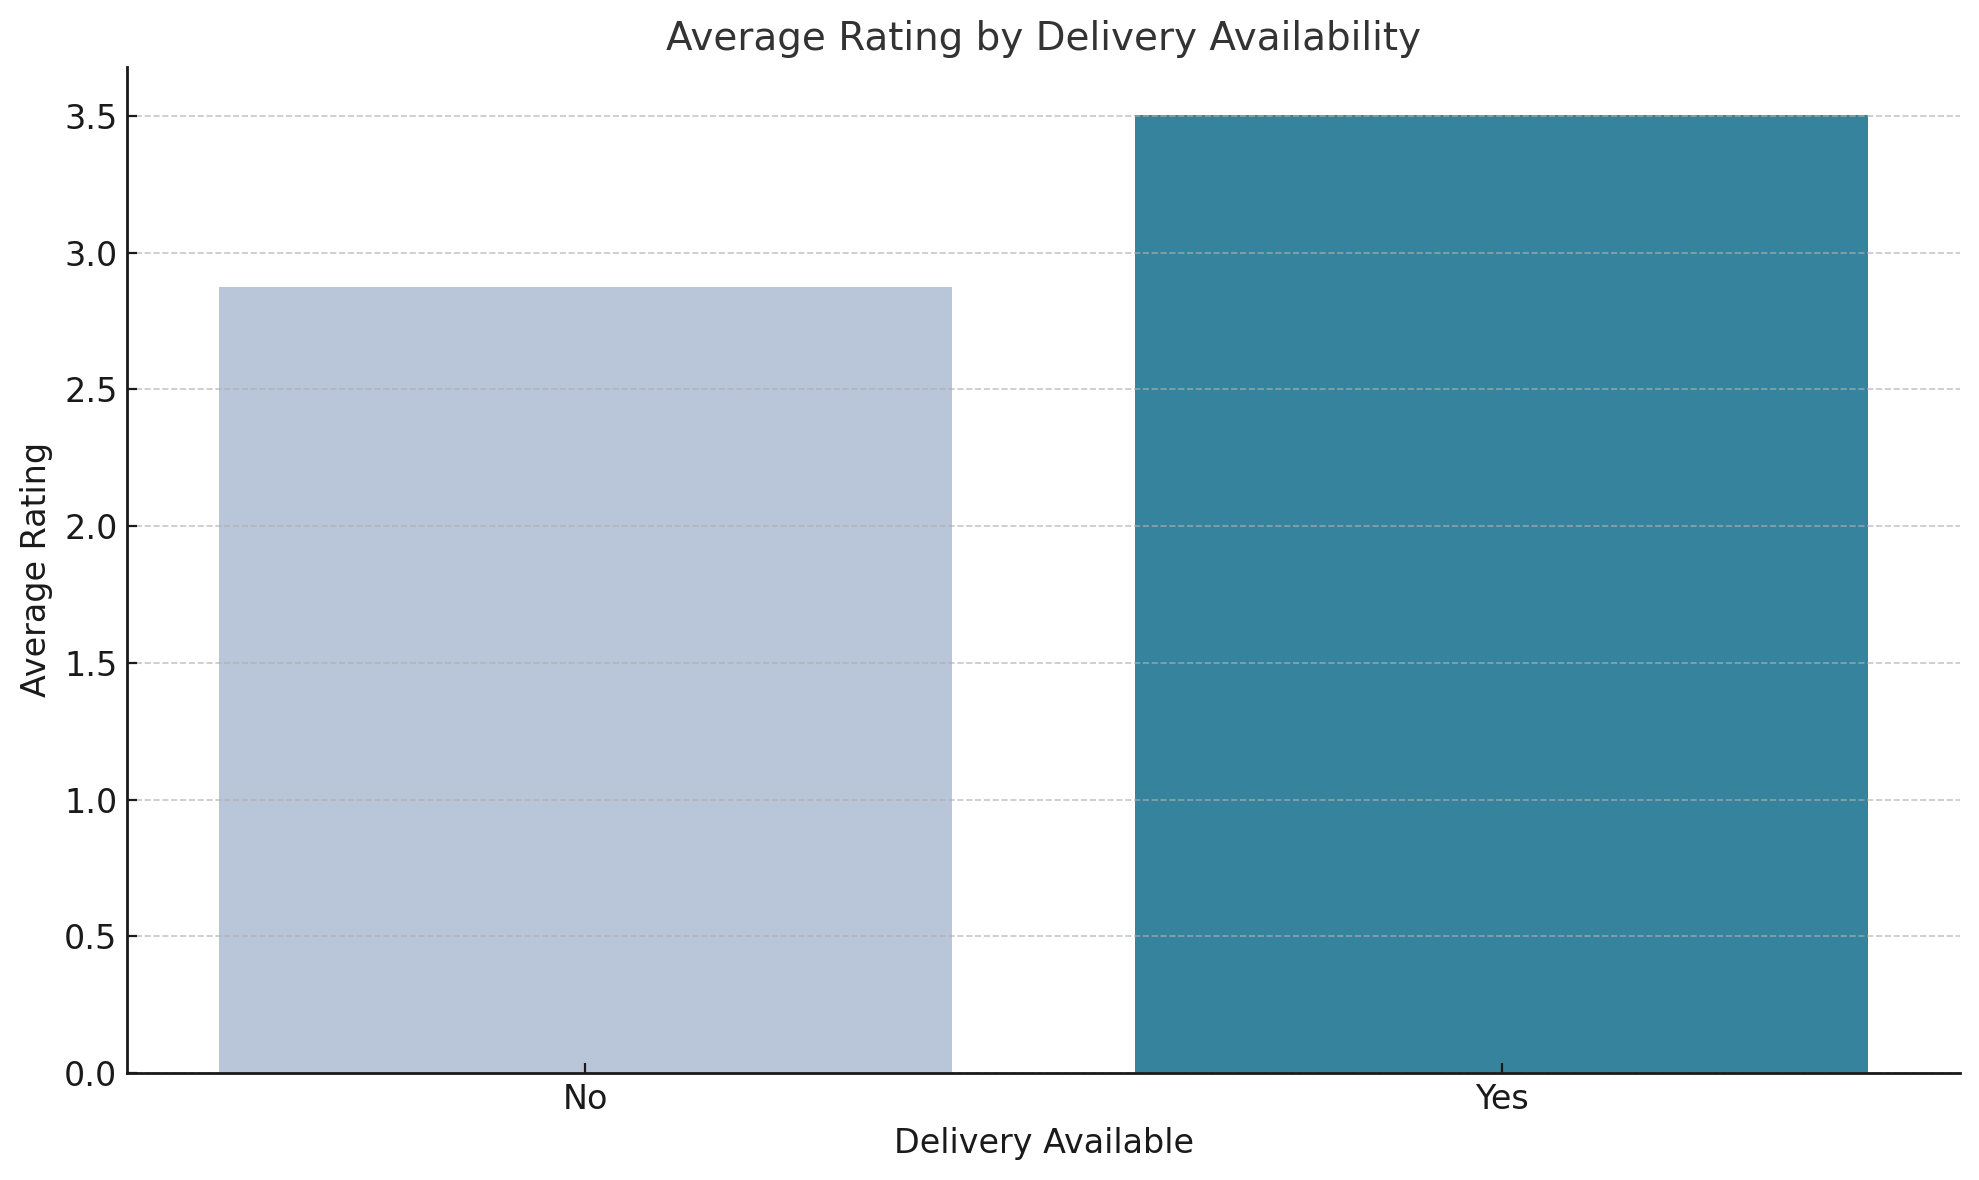 Average Rating by Delivery Availability
Average Rating
3.5
3.0
2.5
2.0
1.5
1.0
0.5
0.0
No
Yes
Delivery Available